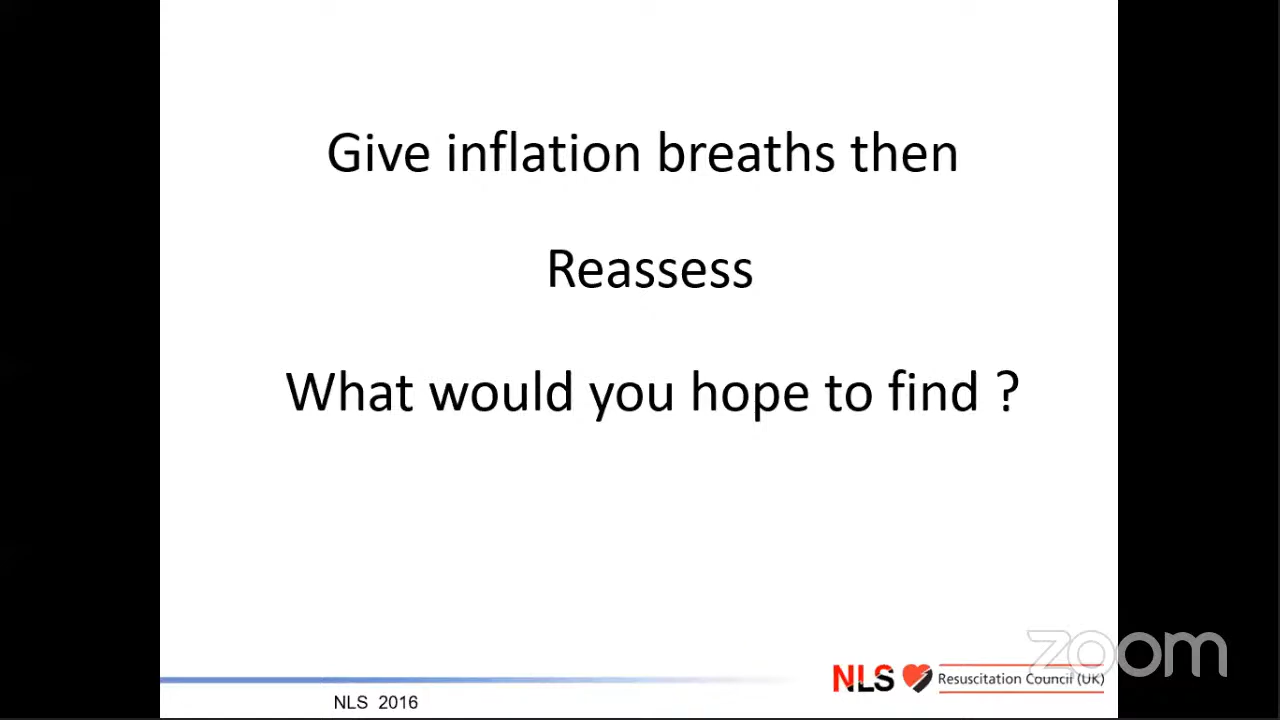 Give inflation breaths then
Reassess
What would you hope to find ?
zoom
NLS Resuscitation Council (UK)
NLS 2016